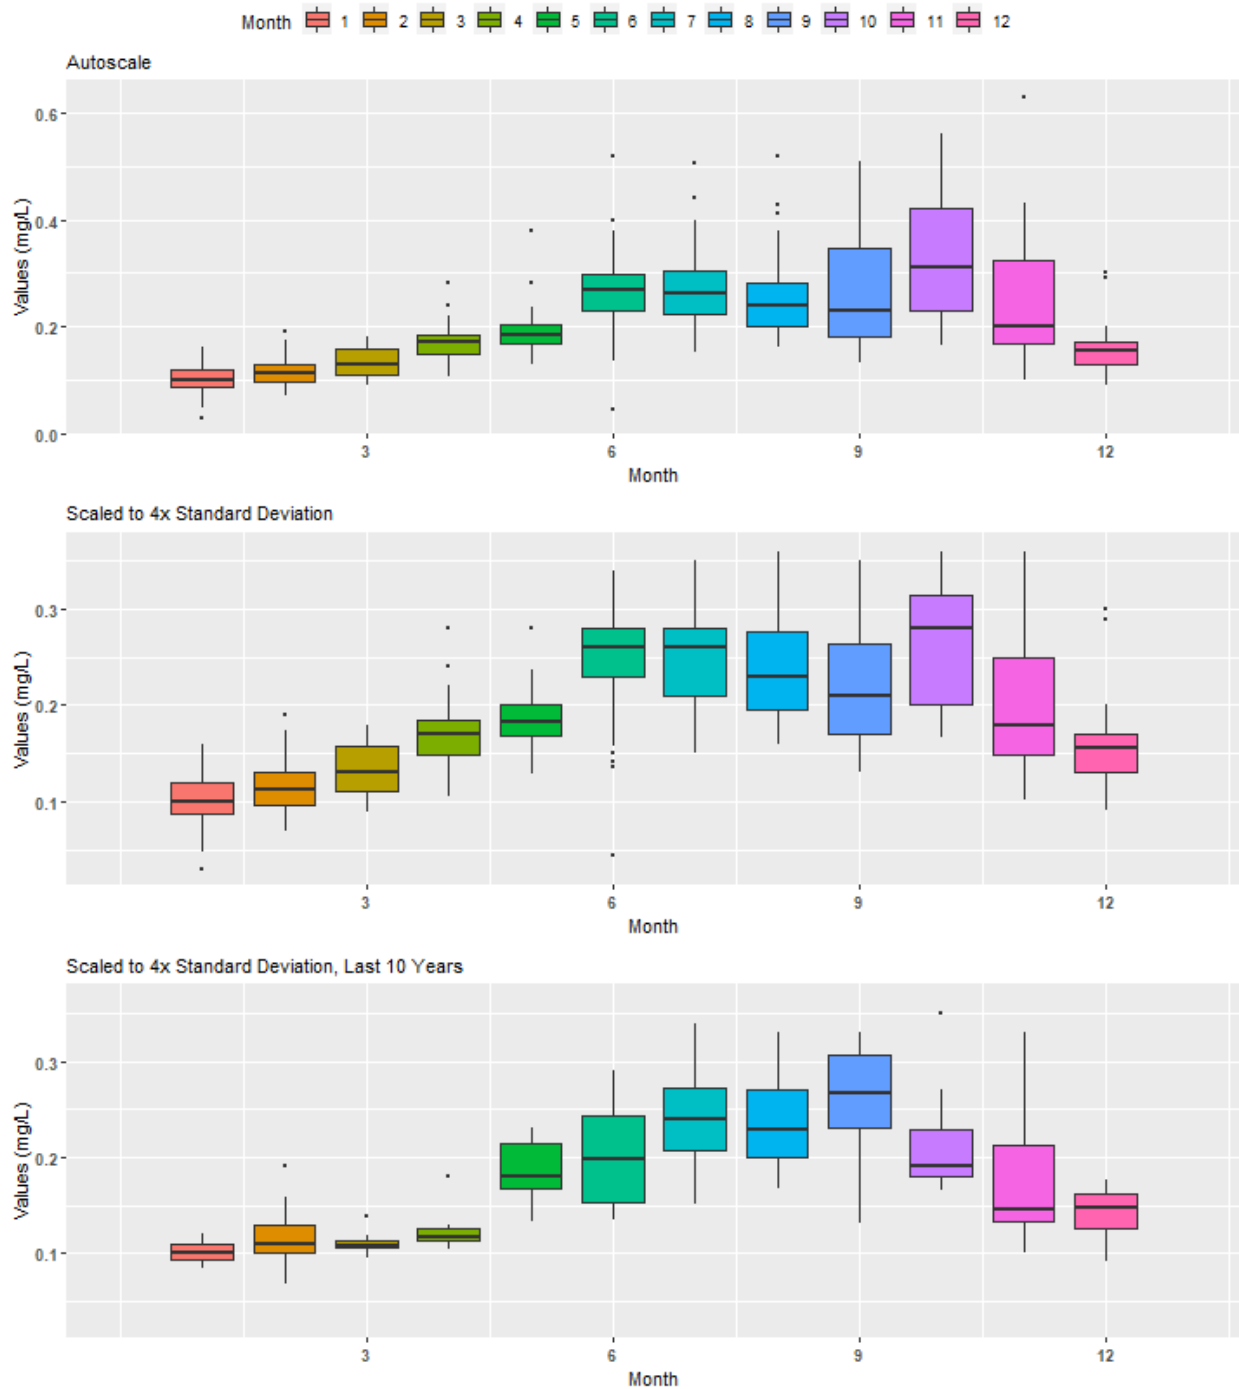 Month 1 2 3 4 5 6 7 8 9 10 11 12
Autoscale
Values (mg/L)
0.6
0.4
0.2
0.0
3 6 9 12
Month
Scaled to 4x Standard Deviation
Values (mg/L)
0.3
0.2
0.1
3 6 9 12
Month
Scaled to 4x Standard Deviation, Last 10 Years
Values (mg/L)
0.3
0.2
0.1
3 6 9 12
Month